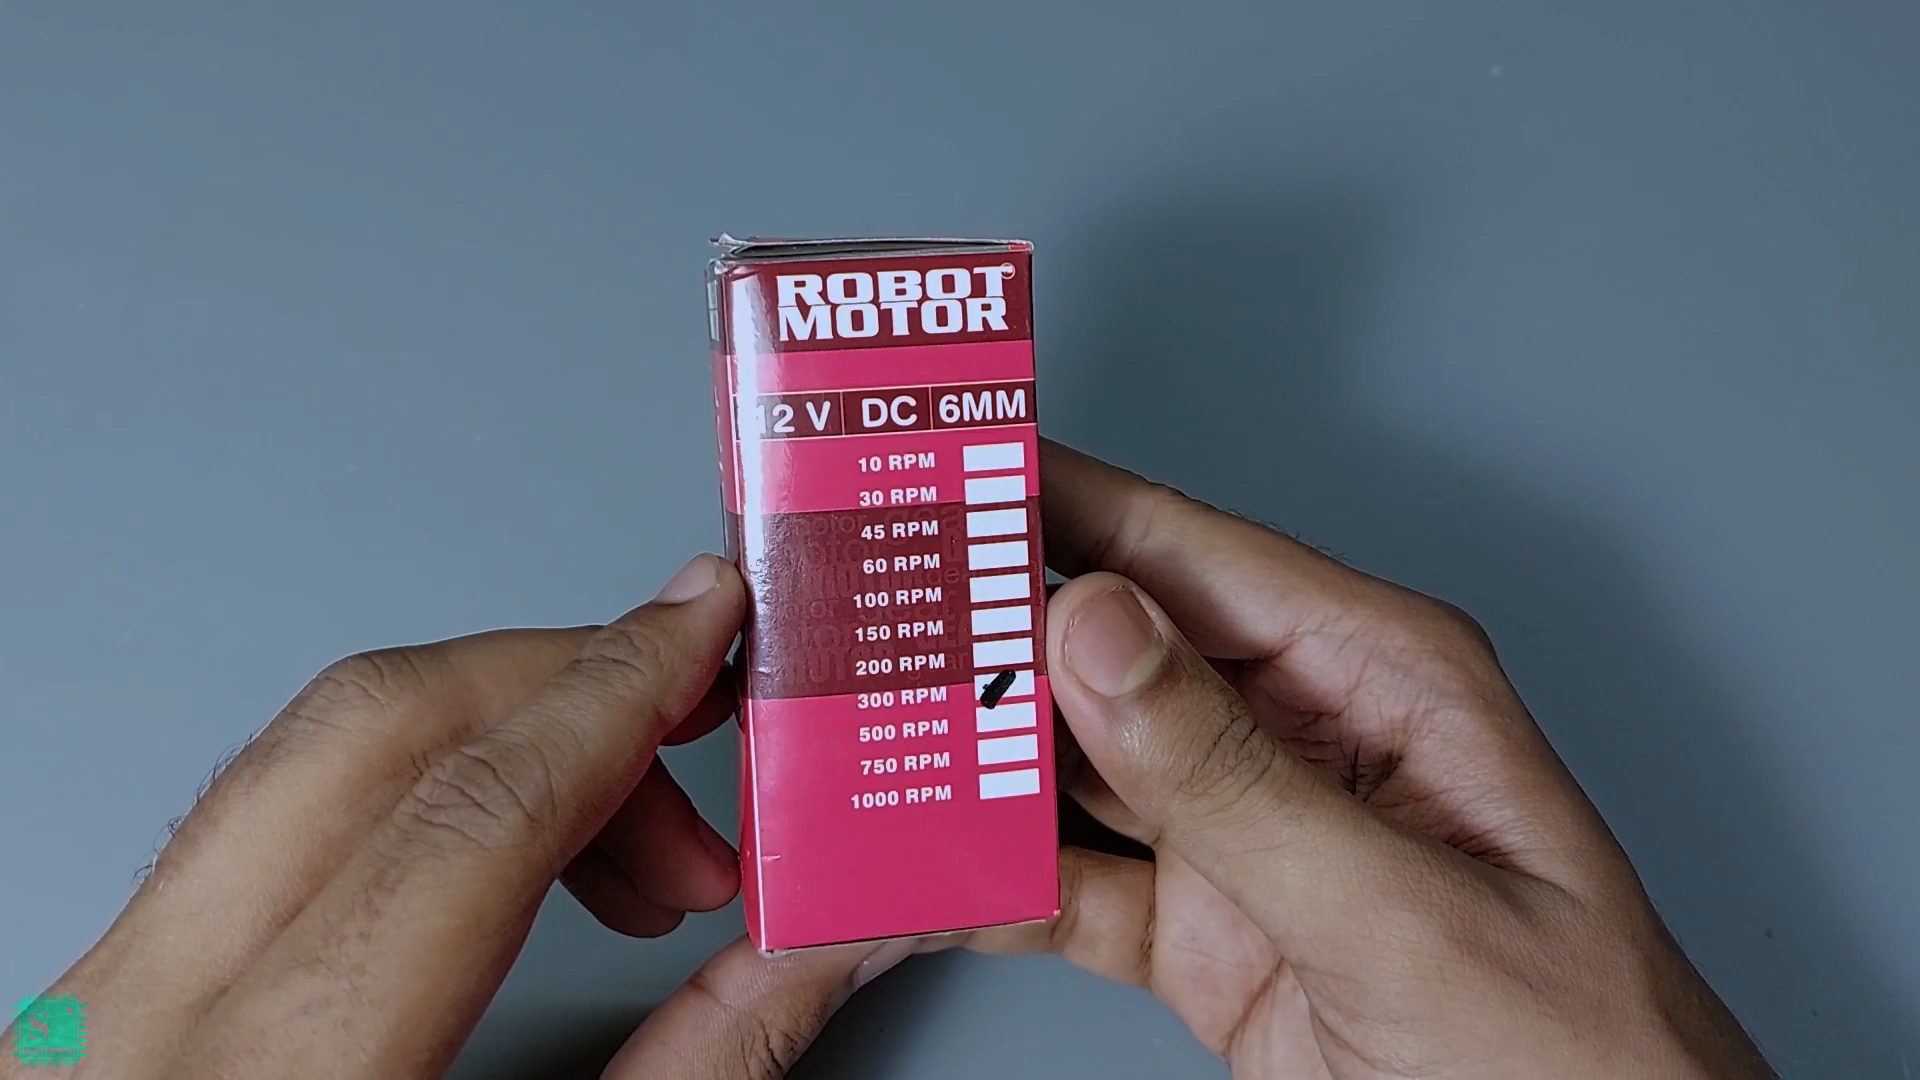 ROBOT
MOTOR
12 V DC 6MM
10 RPM
30 RPM
45 RPM
60 RPM
100 RPM
150 RPM
200 RPM
300 RPM
500 RPM
750 RPM
1000 RPM
S